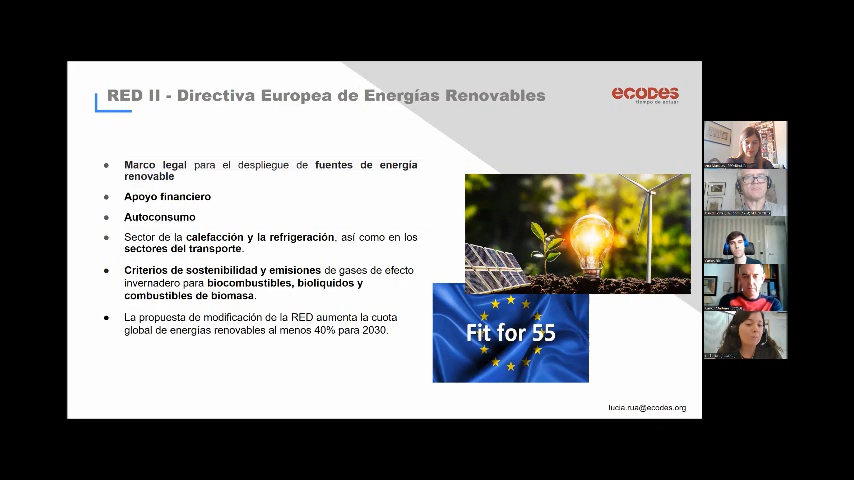 RED II - Directiva Europea de Energías Renovables
ecodes
tiempo de actuar
Marco legal para el despliegue de fuentes de energía
renovable
Apoyo financiero
Autoconsumo
Sector de la calefacción y la refrigeración, así como en los
sectores del transporte.
Criterios de sostenibilidad y emisiones de gases de efecto
invernadero para biocombustibles, bioliquidos y
combustibles de biomasa.
La propuesta de modificación de la RED aumenta la cuota
global de energías renovables al menos 40% para 2030.
Fit for 55
lucia.rua@ecodes.org